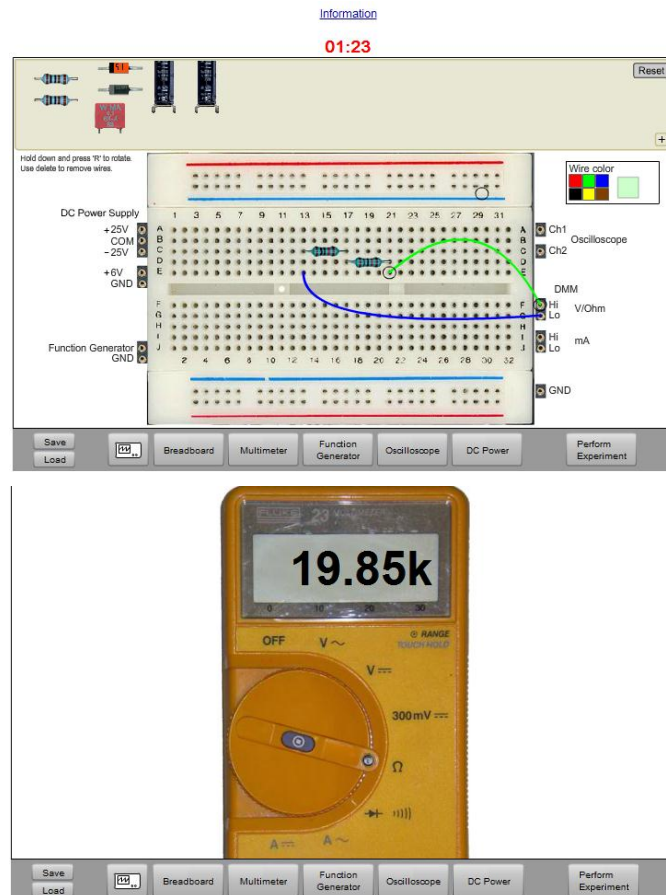 Information
01:23
Reset
+
Hold down and press 'R' to rotate.
Use delete to remove wires.
Wire color
DC Power Supply
+25V
COM
-25V
+6V
GND
Function Generator
GND
1 3 5 7 9 11 13 15 17 19 21 23 25 27 29 31
A
B
C
D
E
F
G
H
I
J
2 4 6 8 10 12 14 16 18 20 22 24 26 28 30 32
A
B
C
D
E
F
Ch1
Ch2
Oscilloscope
DMM
Hi
Lo
V/Ohm
Hi
Lo
mA
GND
Save
Load
Breadboard
Multimeter
Function
Generator
Oscilloscope
DC Power
Perform
Experiment
23
19.85k
0 10 20 30
OFF
V
RANGE
TOUCH HOLD
V
300mV
Ω
A
A
Save
Load
Breadboard
Multimeter
Function
Generator
Oscilloscope
DC Power
Perform
Experiment